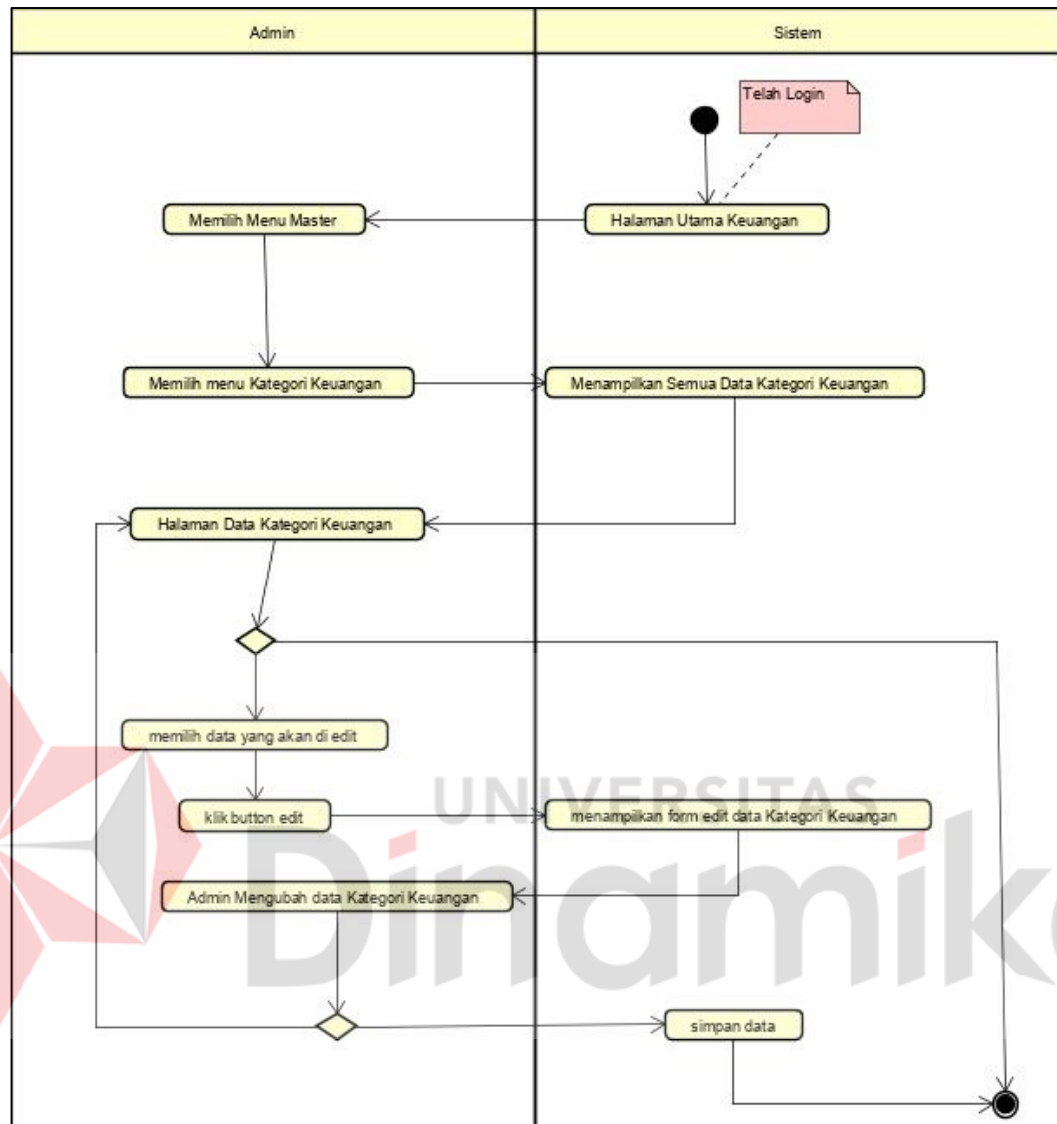 Admin
Sistem
Telah Login
Memilih Menu Master
Halaman Utama Keuangan
Memilih menu Kategori Keuangan
Menampilkan Semua Data Kategori Keuangan
Halaman Data Kategori Keuangan
memilih data yang akan di edit
UNIVERSITAS
klik button edit
menampilkan form edit data Kategori Keuangan
Dinamika
Admin Mengubah data Kategori Keuangan
simpan data